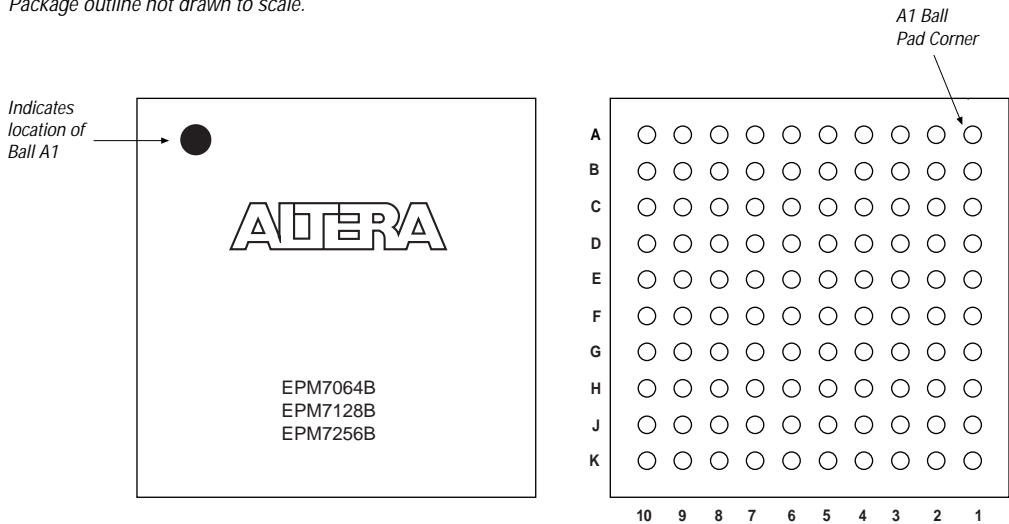 Package outline not drawn to scale.
A1 Ball
Pad Corner
Indicates
location of
Ball A1
ALTERA
EPM7064B
EPM7128B
EPM7256B
A
B
C
D
E
F
G
H
J
K
10 9 8 7 6 5 4 3 2 1